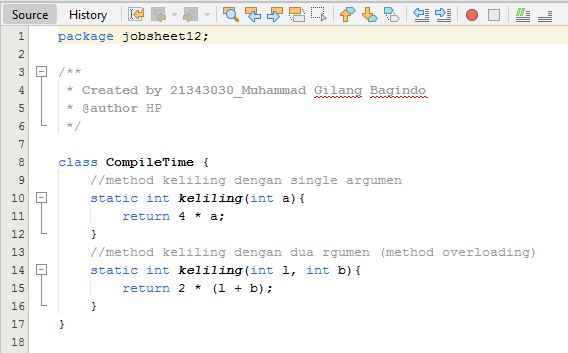 Source History
1 package jobsheet12;
2
3 /**
4 * Created by 21343030_Muhammad Gilang Bagindo
5 * @author HP
6 */
7
8 class CompileTime {
9 //method keliling dengan single argumen
10 static int keliling(int a){
11 return 4 * a;
12 }
13 //method keliling dengan dua rgumen (method overloading)
14 static int keliling(int l, int b){
15 return 2 * (l + b);
16 }
17 }
18